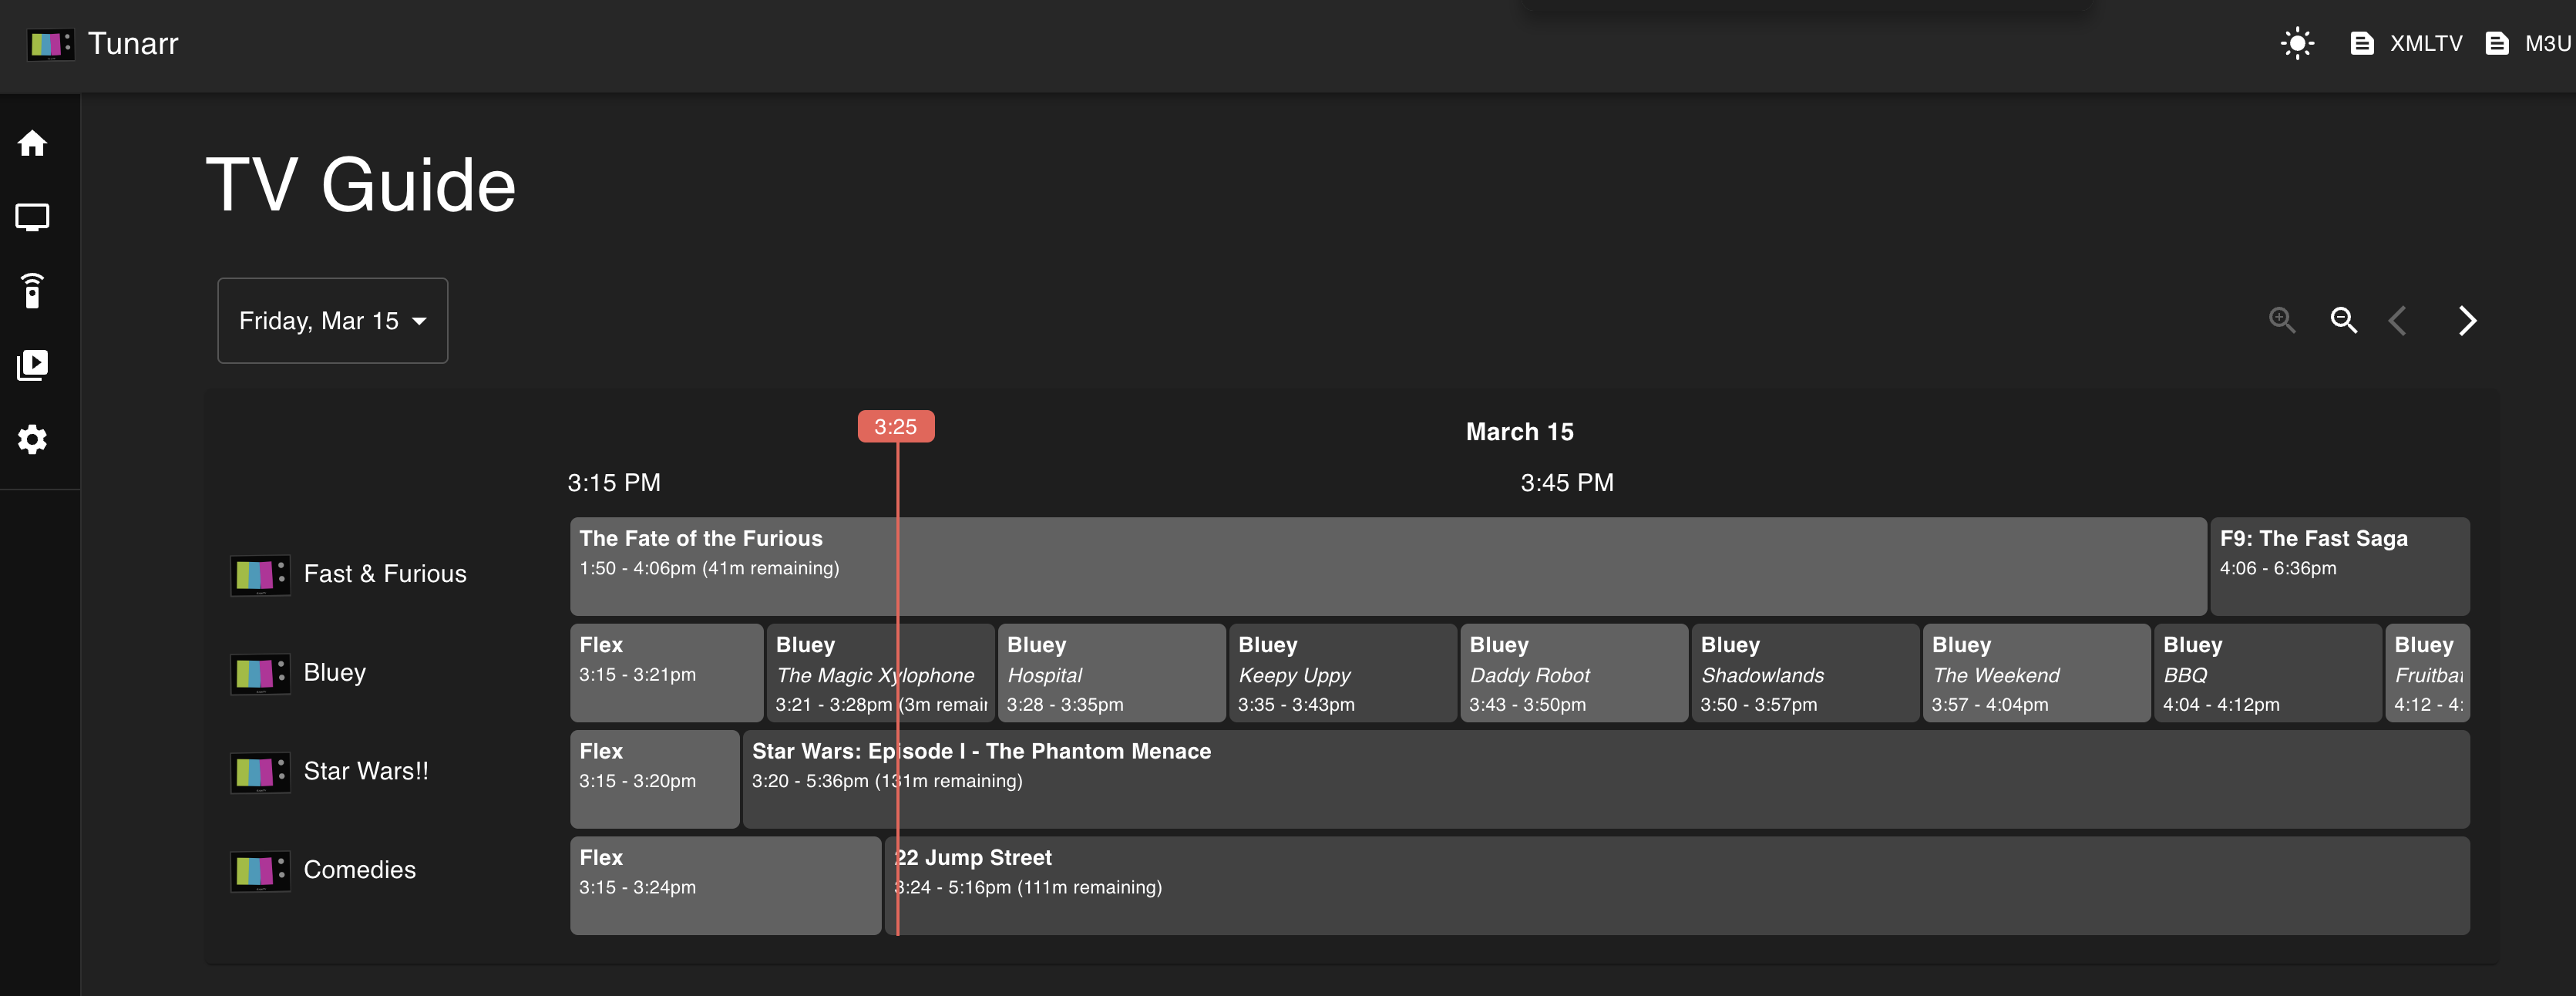 Tunarr
XMLTV
M3U
TV Guide
Friday, Mar 15
3:25
March 15
3:15 PM
3:45 PM
Fast & Furious
The Fate of the Furious
1:50 - 4:06pm (41m remaining)
F9: The Fast Saga
4:06 - 6:36pm
Bluey
Flex
3:15 - 3:21pm
Bluey
The Magic Xylophone
3:21 - 3:28pm (3m remain
Bluey
Hospital
3:28 - 3:35pm
Bluey
Keepy Uppy
3:35 - 3:43pm
Bluey
Daddy Robot
3:43 - 3:50pm
Bluey
Shadowlands
3:50 - 3:57pm
Bluey
The Weekend
3:57 - 4:04pm
Bluey
BBQ
4:04 - 4:12pm
Bluey
Fruitbat
4:12 - 4:
Star Wars!!
Flex
3:15 - 3:20pm
Star Wars: Episode I - The Phantom Menace
3:20 - 5:36pm (131m remaining)
Comedies
Flex
3:15 - 3:24pm
22 Jump Street
3:24 - 5:16pm (111m remaining)